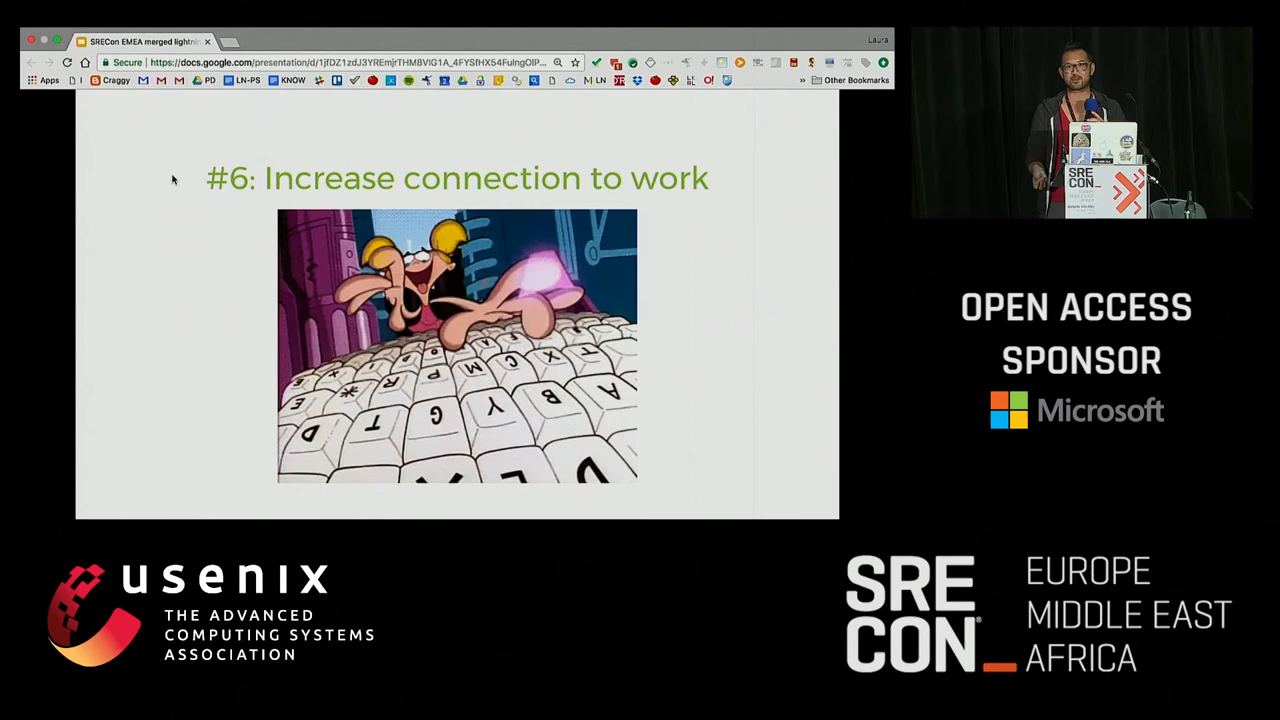 SRECon EMEA merged lightnin
Laura
Secure
https://docs.google.com/presentation/d/1jfDZ1zdJ3YREmjrTHM8VIG1A_4FYSfHX54FuIngOIP...
Apps
Craggy
PD
LN-PS
KNOW
LN
Other Bookmarks
#6: Increase connection to work
E * R P M C X T
D T G Y B A
SRE
CON_
OPEN ACCESS
SPONSOR
Microsoft
usenix
THE ADVANCED
COMPUTING SYSTEMS
ASSOCIATION
SRE
CON®
EUROPE
MIDDLE EAST
AFRICA